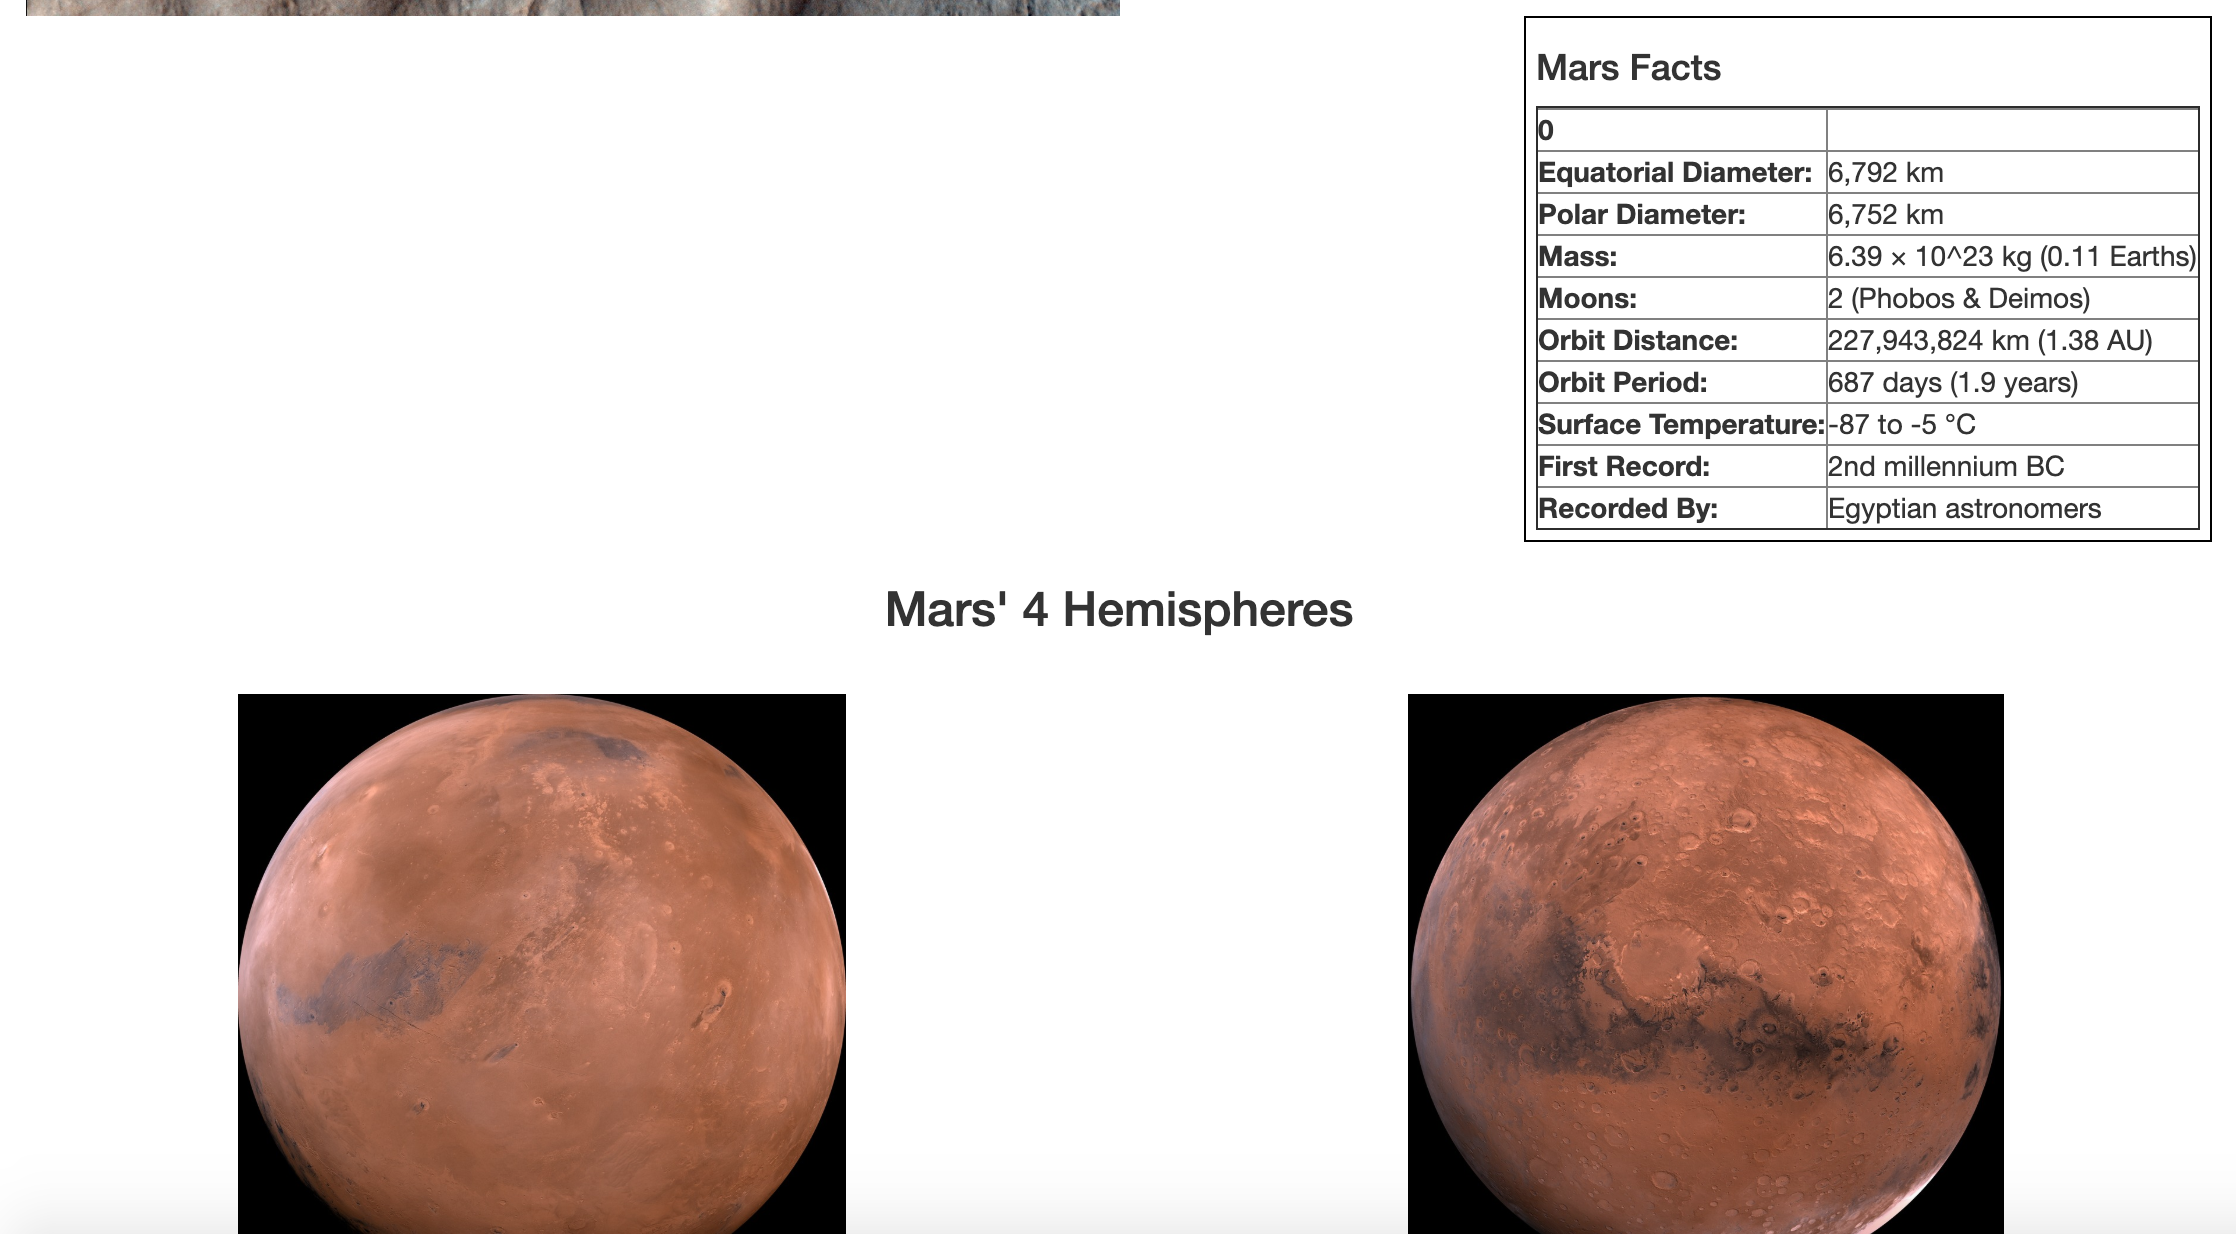 Mars Facts
0
Equatorial Diameter: 6,792 km
Polar Diameter: 6,752 km
Mass: 6.39 × 10^23 kg (0.11 Earths)
Moons: 2 (Phobos & Deimos)
Orbit Distance: 227,943,824 km (1.38 AU)
Orbit Period: 687 days (1.9 years)
Surface Temperature: -87 to -5 °C
First Record: 2nd millennium BC
Recorded By: Egyptian astronomers
Mars' 4 Hemispheres